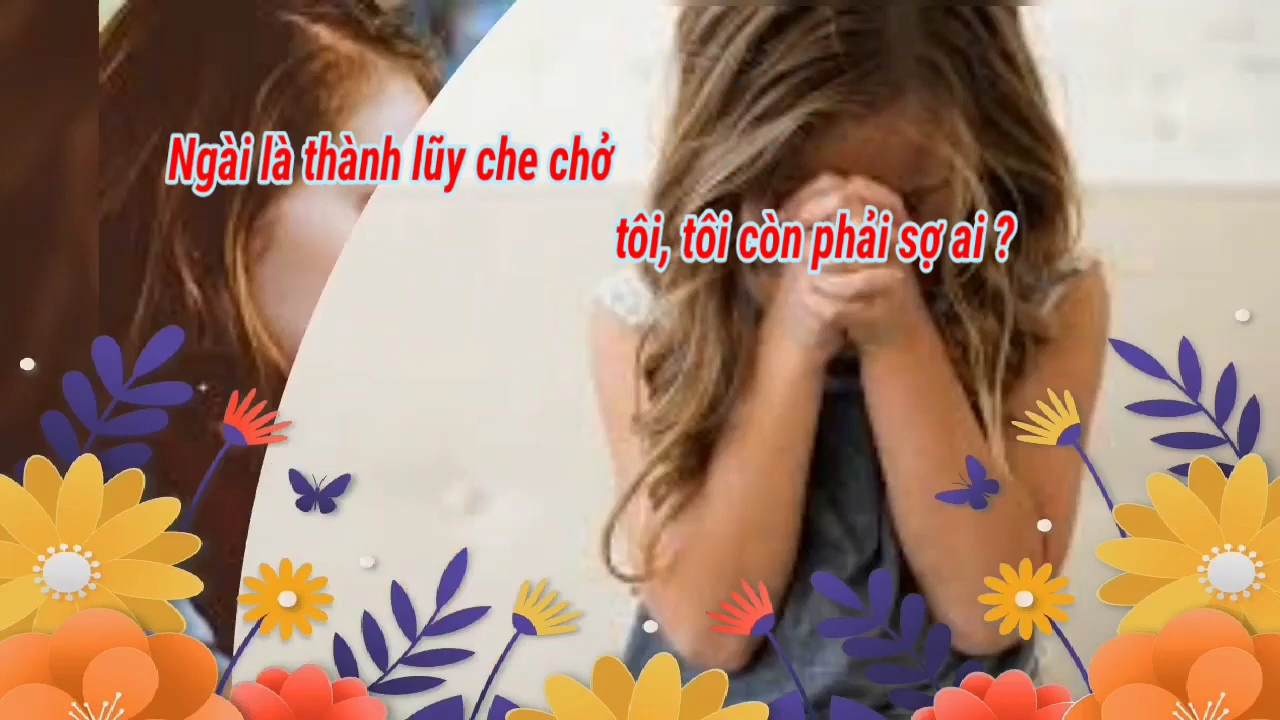 Ngài là thành lũy che chở
tôi, tôi còn phải sợ ai ?